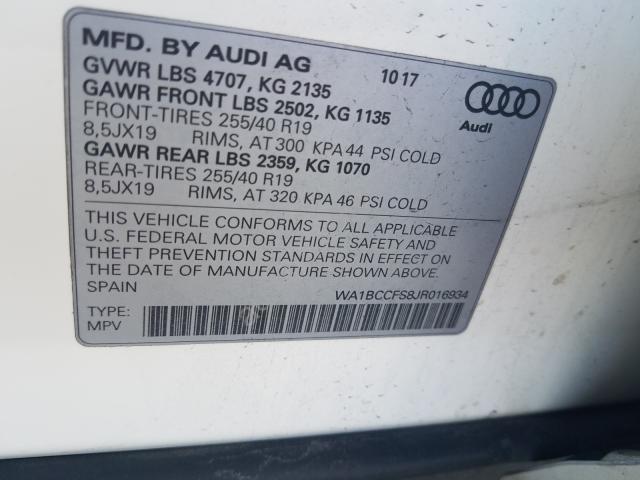 MFD. BY AUDI AG
10 17
GVWR LBS 4707, KG 2135
GAWR FRONT LBS 2502, KG 1135
FRONT-TIRES 255/40 R19
8,5JX19 RIMS, AT 300 KPA 44 PSI COLD
GAWR REAR LBS 2359, KG 1070
REAR-TIRES 255/40 R19
8,5JX19 RIMS, AT 320 KPA 46 PSI COLD
Audi
THIS VEHICLE CONFORMS TO ALL APPLICABLE
U.S. FEDERAL MOTOR VEHICLE SAFETY AND
THEFT PREVENTION STANDARDS IN EFFECT ON
THE DATE OF MANUFACTURE SHOWN ABOVE.
SPAIN WA1BCCFS8JR016934
TYPE:
MPV